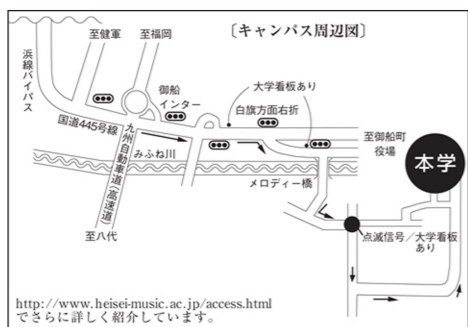 〔キャンパス周辺図〕
至健軍
至福岡
浜線バイパス
御船
インター
大学看板あり
白旗方面右折
国道445号線
至御船町
役場
本学
九州自動車道(高速道)
みふね川
メロディー橋
点滅信号/大学看板
あり
至八代
http://www.heisei-music.ac.jp/access.html
でさらに詳しく紹介しています。